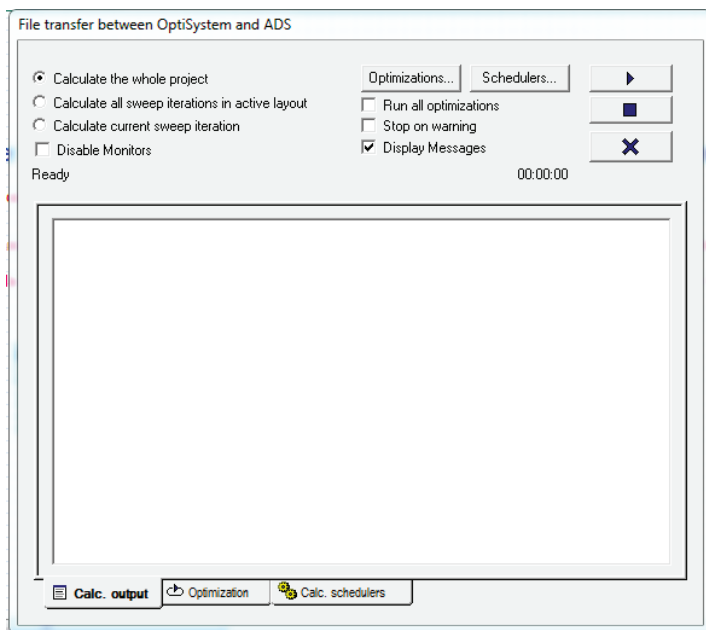 File transfer between OptiSystem and ADS
Calculate the whole project
Optimizations...
Schedulers...
Calculate all sweep iterations in active layout
Run all optimizations
Calculate current sweep iteration
Stop on warning
Disable Monitors
Display Messages
Ready
00:00:00
Calc. output
Optimization
Calc. schedulers